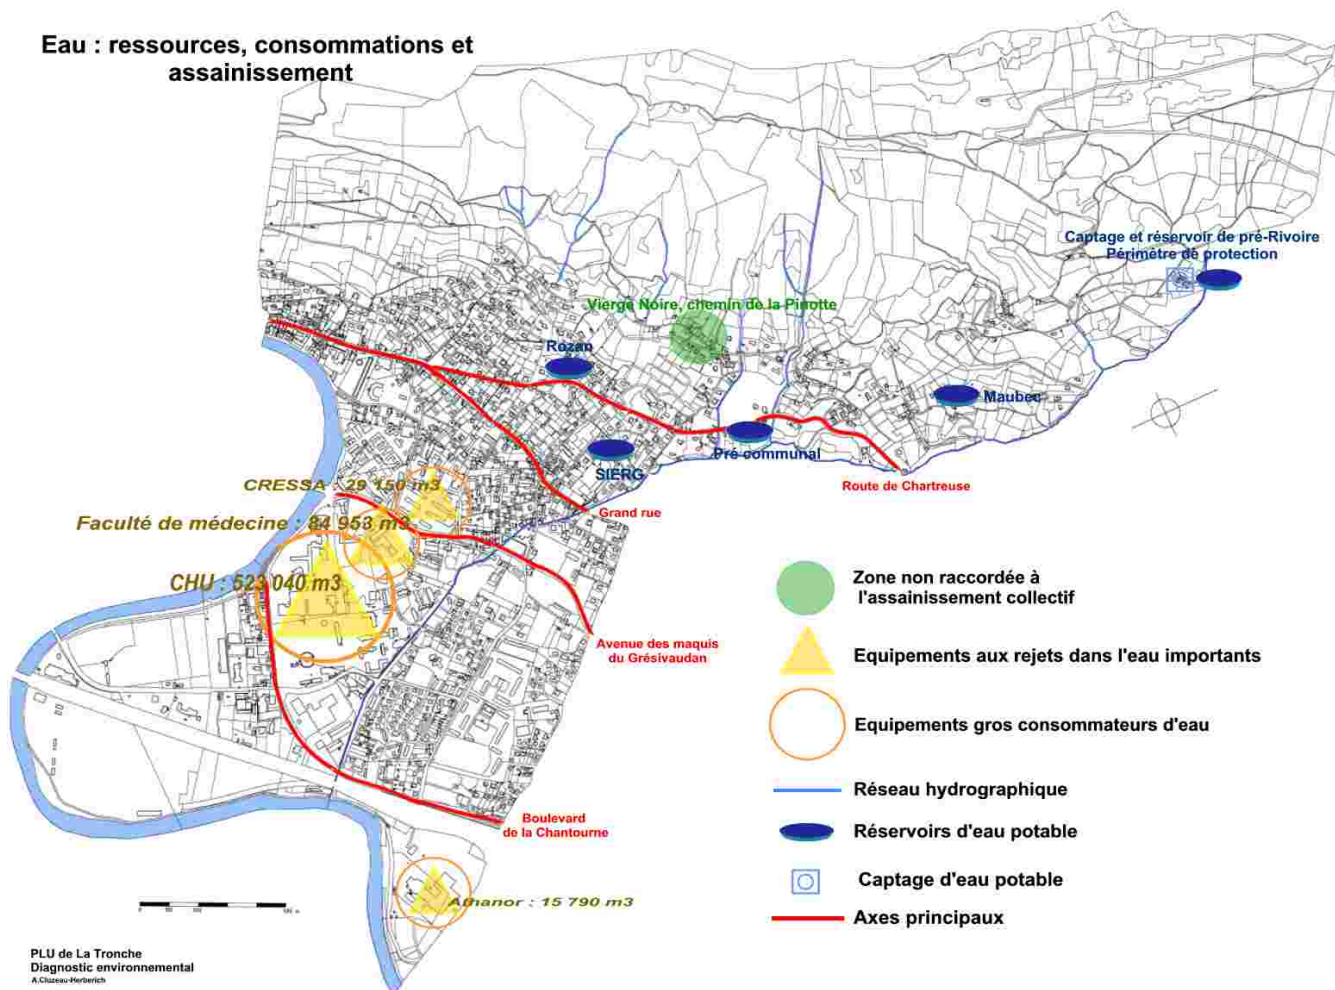 Eau : ressources, consommations et
assainissement
Captage et réservoir de pré-Rivoire
Périmètre de protection
Vierge Noire, chemin de la Pinotte
Rozan
Maubec
Pré communal
SIERG
Route de Chartreuse
CRESSA : 29 150 m3
Grand rue
Faculté de médecine : 84 953 m3
CHU : 523 040 m3
Avenue des maquis
du Grésivaudan
Boulevard
de la Chantourne
Athanor : 15 790 m3
Zone non raccordée à
l'assainissement collectif
Equipements aux rejets dans l'eau importants
Equipements gros consommateurs d'eau
Réseau hydrographique
Réservoirs d'eau potable
Captage d'eau potable
Axes principaux
PLU de La Tronche
Diagnostic environnemental
A.Cluzeau-Herberich